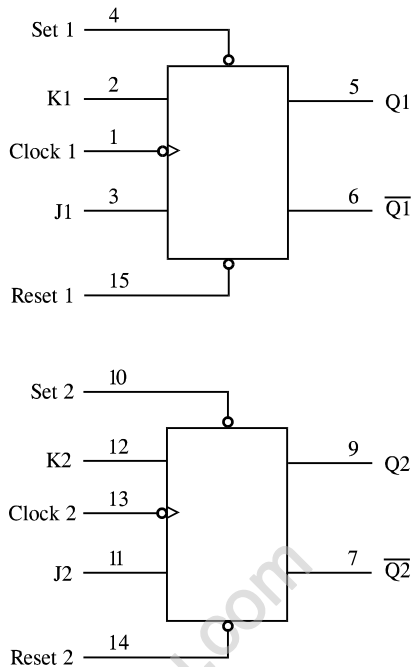 Set 1 4
K1 2 5 Q1
Clock 1 1
J1 3 6 Q1̅
Reset 1 15
Set 2 10
K2 12 9 Q2
Clock 2 13
J2 11 7 Q2̅
Reset 2 14
.com